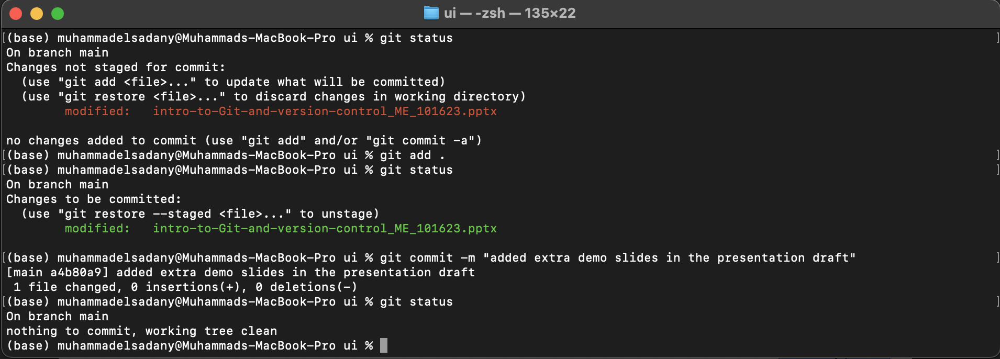 ui — -zsh — 135×22
(base) muhammadelsadany@Muhammads-MacBook-Pro ui % git status
On branch main
Changes not staged for commit:
  (use "git add <file>..." to update what will be committed)
  (use "git restore <file>..." to discard changes in working directory)
        modified:   intro-to-Git-and-version-control_ME_101623.pptx

no changes added to commit (use "git add" and/or "git commit -a")
(base) muhammadelsadany@Muhammads-MacBook-Pro ui % git add .
(base) muhammadelsadany@Muhammads-MacBook-Pro ui % git status
On branch main
Changes to be committed:
  (use "git restore --staged <file>..." to unstage)
        modified:   intro-to-Git-and-version-control_ME_101623.pptx

(base) muhammadelsadany@Muhammads-MacBook-Pro ui % git commit -m "added extra demo slides in the presentation draft"
[main a4b80a9] added extra demo slides in the presentation draft
 1 file changed, 0 insertions(+), 0 deletions(-)
(base) muhammadelsadany@Muhammads-MacBook-Pro ui % git status
On branch main
nothing to commit, working tree clean
(base) muhammadelsadany@Muhammads-MacBook-Pro ui %